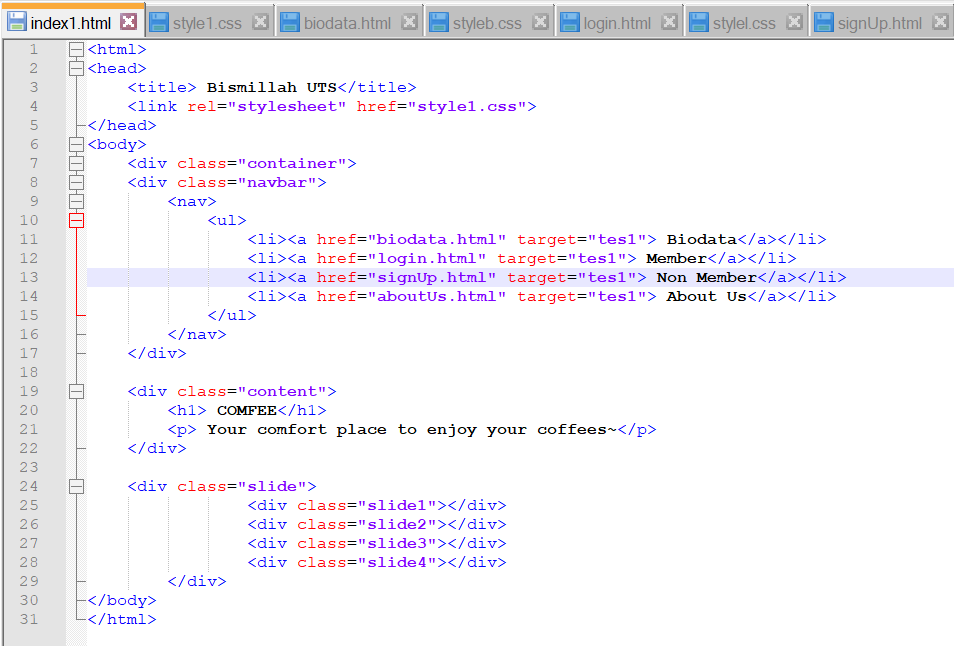 index1.html style1.css biodata.html styleb.css login.html stylel.css signUp.html
1 <html>
2 <head>
3 <title> Bismillah UTS</title>
4 <link rel="stylesheet" href="style1.css">
5 </head>
6 <body>
7 <div class="container">
8 <div class="navbar">
9 <nav>
10 <ul>
11 <li><a href="biodata.html" target="tes1"> Biodata</a></li>
12 <li><a href="login.html" target="tes1"> Member</a></li>
13 <li><a href="signUp.html" target="tes1"> Non Member</a></li>
14 <li><a href="aboutUs.html" target="tes1"> About Us</a></li>
15 </ul>
16 </nav>
17 </div>
18
19 <div class="content">
20 <h1> COMFEE</h1>
21 <p> Your comfort place to enjoy your coffees~</p>
22 </div>
23
24 <div class="slide">
25 <div class="slide1"></div>
26 <div class="slide2"></div>
27 <div class="slide3"></div>
28 <div class="slide4"></div>
29 </div>
30 </body>
31 </html>